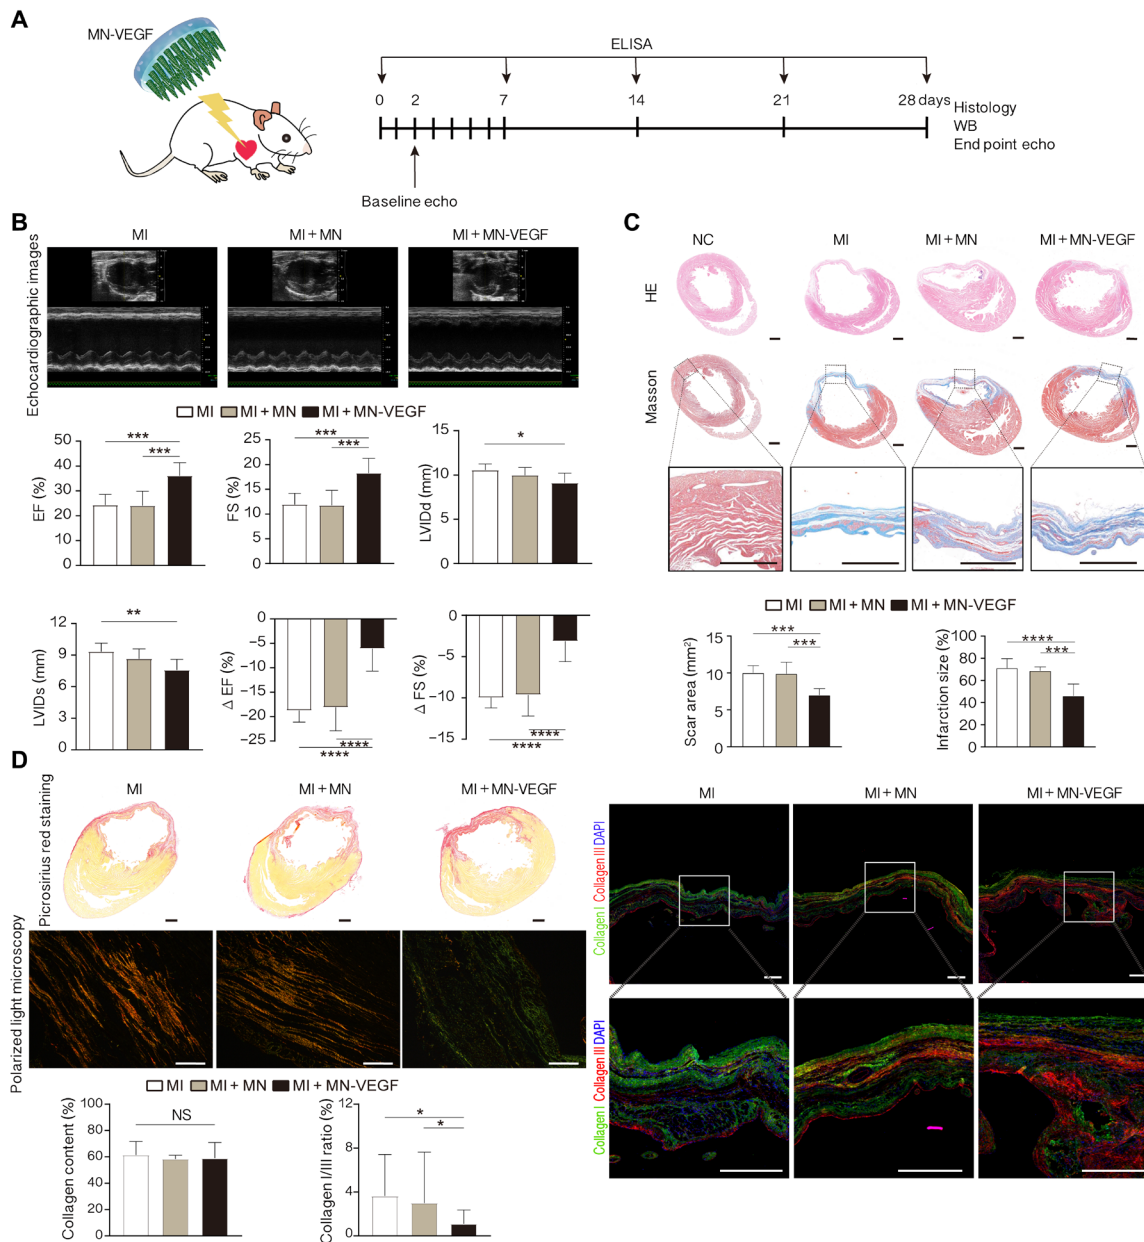 A
MN-VEGF
ELISA
0 2 7 14 21 28 days
Histology
WB
End point echo
Baseline echo
B
MI MI + MN MI + MN-VEGF
Echocardiographic images
MI MI + MN MI + MN-VEGF
EF (%)
50
40
30
20
10
0
***
***
FS (%)
25
20
15
10
5
0
***
***
LVIDd (mm)
15
10
5
0
*
LVIDs (mm)
12
9
6
3
0
**
Δ EF (%)
0
−5
−10
−15
−20
−25
****
****
Δ FS (%)
0
−5
−10
−15
****
****
C
NC MI MI + MN MI + MN-VEGF
HE
Masson
MI MI + MN MI + MN-VEGF
Scar area (mm²)
15
10
5
0
***
***
Infarction size (%)
100
80
60
40
20
0
****
***
D
MI MI + MN MI + MN-VEGF
Picrosirius red staining
Polarized light microscopy
MI MI + MN MI + MN-VEGF
Collagen content (%)
100
80
60
40
20
0
NS
Collagen I/III ratio (%)
12
8
4
0
*
*
MI MI + MN MI + MN-VEGF
Collagen I Collagen III DAPI
Collagen I Collagen III DAPI